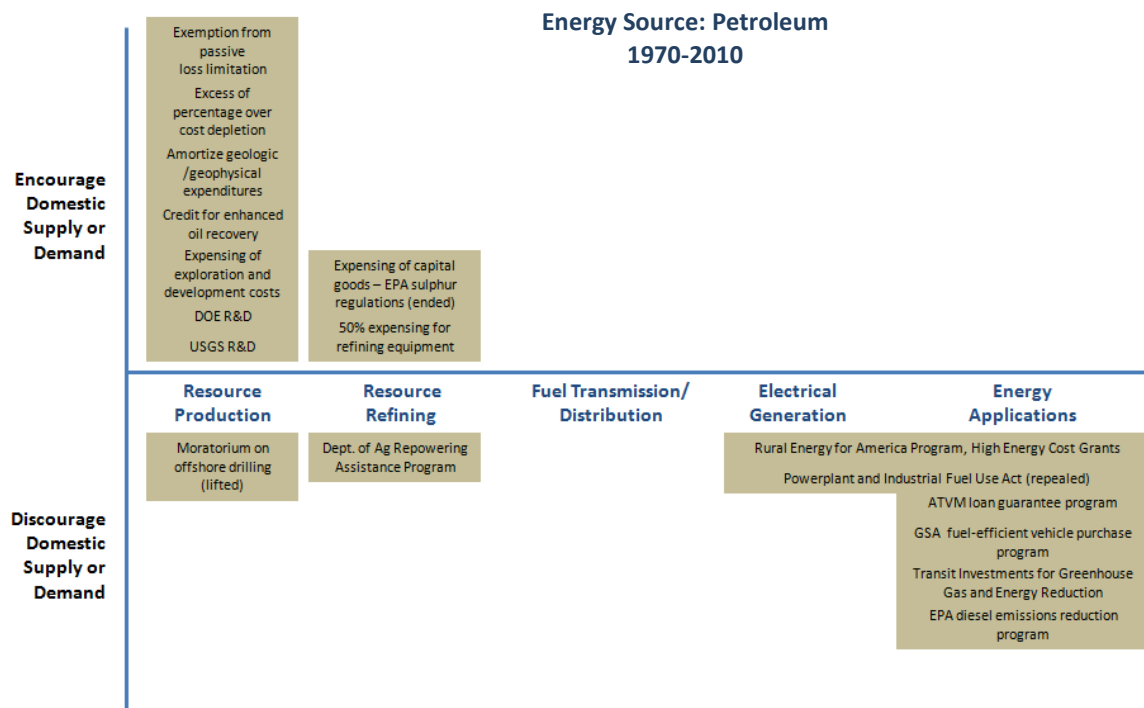 Energy Source: Petroleum
1970-2010
Encourage
Domestic
Supply or
Demand
Exemption from
passive
loss limitation
Excess of
percentage over
cost depletion
Amortize geologic
/geophysical
expenditures
Credit for enhanced
oil recovery
Expensing of
exploration and
development costs
DOE R&D
USGS R&D
Expensing of capital
goods – EPA sulphur
regulations (ended)
50% expensing for
refining equipment
Resource
Production
Resource
Refining
Fuel Transmission/
Distribution
Electrical
Generation
Energy
Applications
Discourage
Domestic
Supply or
Demand
Moratorium on
offshore drilling
(lifted)
Dept. of Ag Repowering
Assistance Program
Rural Energy for America Program, High Energy Cost Grants
Powerplant and Industrial Fuel Use Act (repealed)
ATVM loan guarantee program
GSA fuel-efficient vehicle purchase
program
Transit Investments for Greenhouse
Gas and Energy Reduction
EPA diesel emissions reduction
program